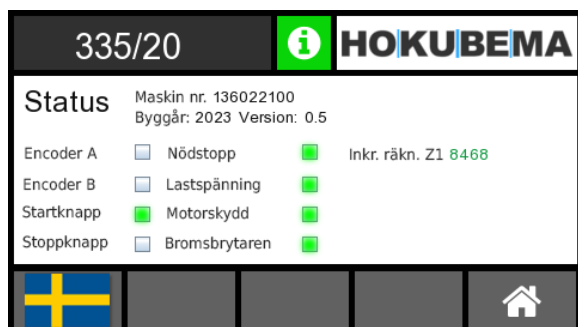 335/20
i
HOKUBEMA
Status
Maskin nr. 136022100
Byggår: 2023 Version: 0.5
Encoder A Nödstopp Inkr. räkn. Z1 8468
Encoder B Lastspänning
Startknapp Motorskydd
Stoppknapp Bromsbrytaren